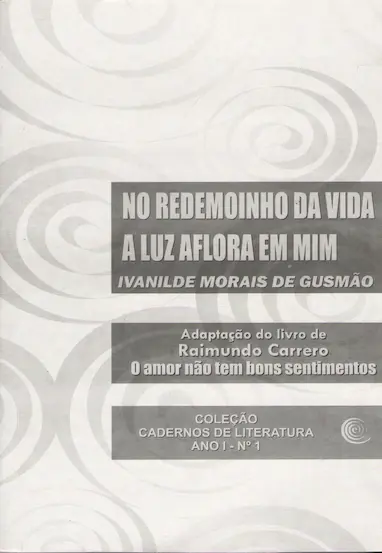 NO REDEMOINHO DA VIDA
A LUZ AFLORA EM MIM
IVANILDE MORAIS DE GUSMÃO
Adaptação do livro de
Raimundo Carrero
O amor não tem bons sentimentos
COLEÇÃO
CADERNOS DE LITERATURA
ANO I - Nº 1